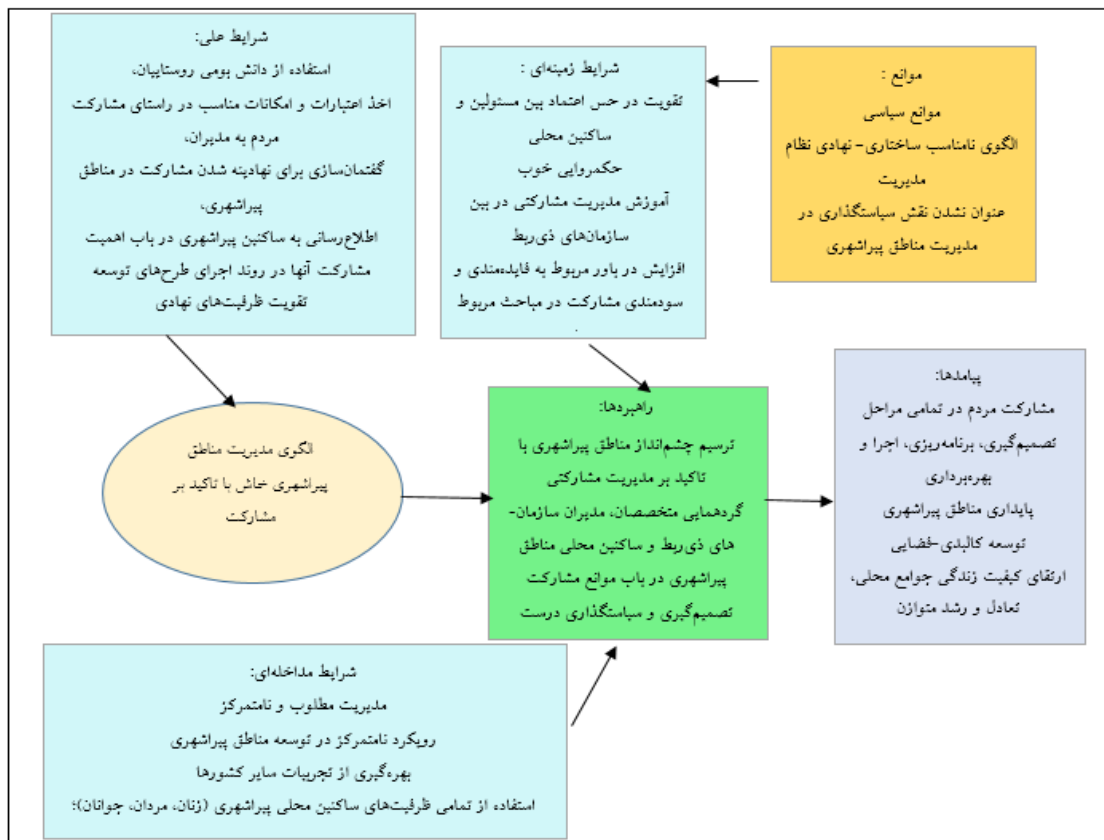 موانع :
موانع سیاسی
الگوی نامناسب ساختاری- نهادی نظام
مدیریت
عنوان نشدن نقش سیاستگذاری در
مدیریت مناطق پیراشهری
شرایط زمینه‌ای :
تقویت در حس اعتماد بین مسئولین و
ساکنین محلی
حکمروایی خوب
آموزش مدیریت مشارکتی در بین
سازمان‌های ذی‌ربط
افزایش در باور مربوط به فایده‌مندی و
سودمندی مشارکت در مباحث مربوط
.
شرایط علی:
استفاده از دانش بومی روستاییان،
اخذ اعتبارات و امکانات مناسب در راستای مشارکت
مردم به مدیران،
گفتمان‌سازی برای نهادینه شدن مشارکت در مناطق
پیراشهری،
اطلاع‌رسانی به ساکنین پیراشهری در باب اهمیت
مشارکت آنها در روند اجرای طرح‌های توسعه
تقویت ظرفیت‌های نهادی
پیامدها:
مشارکت مردم در تمامی مراحل
تصمیم‌گیری، برنامه‌ریزی، اجرا و
بهره‌برداری
پایداری مناطق پیراشهری
توسعه کالبدی-فضایی
ارتقای کیفیت زندگی جوامع محلی،
تعادل و رشد متوازن
راهبردها:
ترسیم چشم‌انداز مناطق پیراشهری با
تاکید بر مدیریت مشارکتی
گردهمایی متخصصان، مدیران سازمان-
های ذی‌ربط و ساکنین محلی مناطق
پیراشهری در باب موانع مشارکت
تصمیم‌گیری و سیاستگذاری درست
الگوی مدیریت مناطق
پیراشهری خاش با تاکید بر
مشارکت
شرایط مداخله‌ای:
مدیریت مطلوب و نامتمرکز
رویکرد نامتمرکز در توسعه مناطق پیراشهری
بهره‌گیری از تجربیات سایر کشورها
استفاده از تمامی ظرفیت‌های ساکنین محلی پیراشهری (زنان، مردان، جوانان)؛